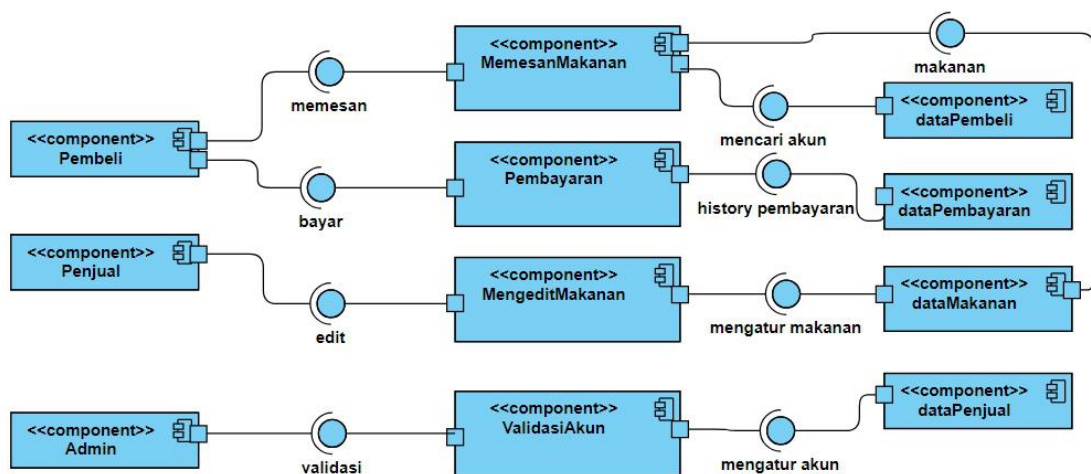 <<component>>
MemesanMakanan
makanan
memesan
<<component>>
dataPembeli
<<component>>
Pembeli
mencari akun
<<component>>
Pembayaran
<<component>>
dataPembayaran
bayar
history pembayaran
<<component>>
Penjual
<<component>>
MengeditMakanan
<<component>>
dataMakanan
edit
mengatur makanan
<<component>>
dataPenjual
<<component>>
Admin
<<component>>
ValidasiAkun
validasi
mengatur akun